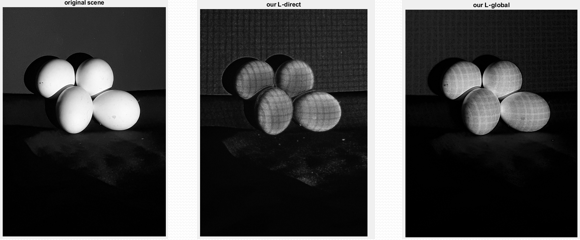 original scene
our L-direct
our L-global